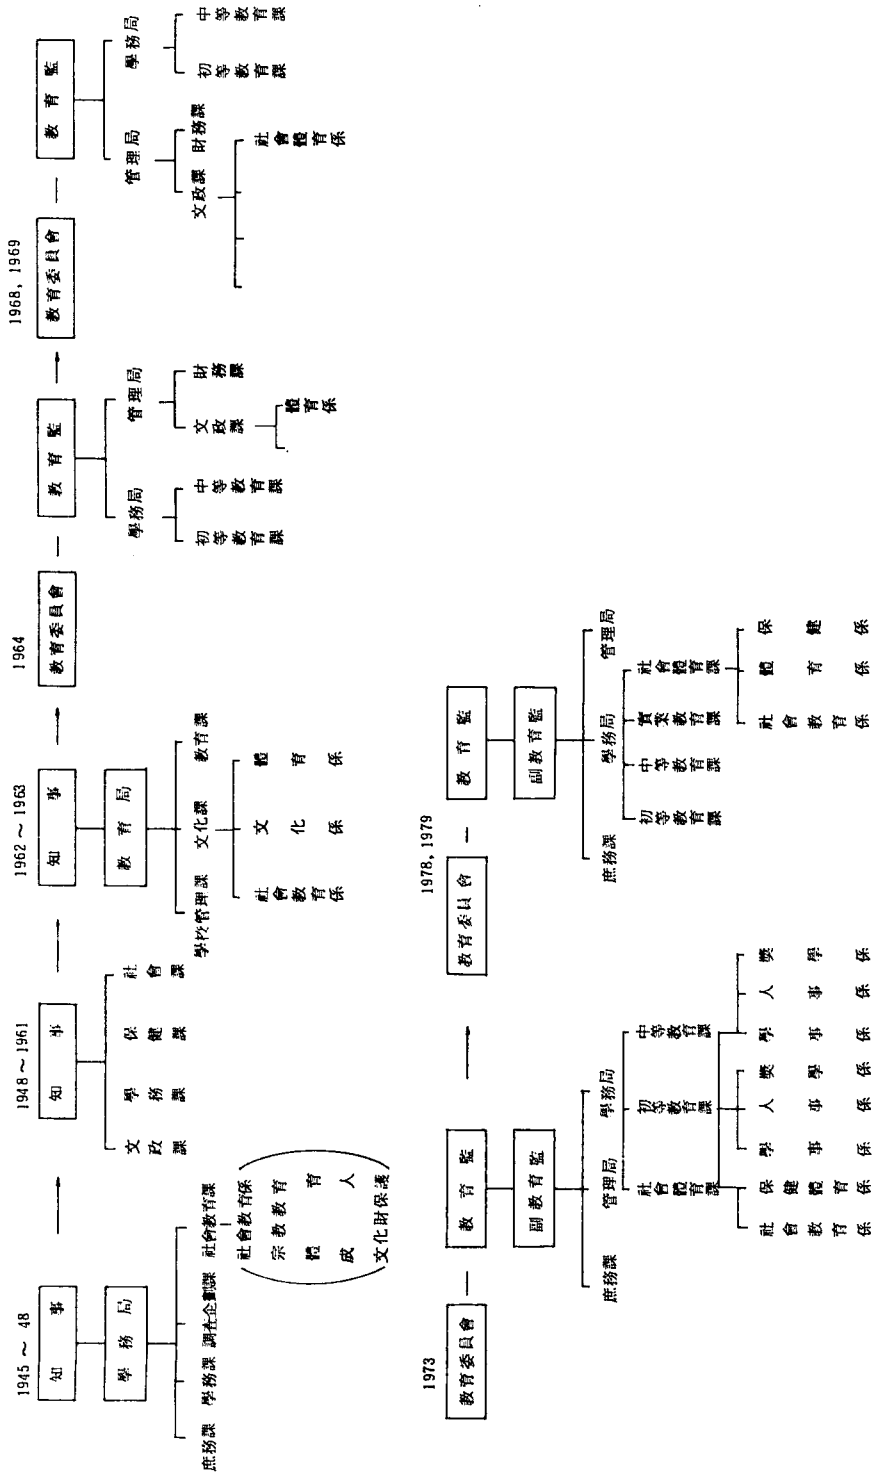 1945 ~ 48
知事
學務局
庶務課
學務課
調査企劃課
社會教育課
社會教育係
宗教教育
體育
成人
文化財保護
1948 ~ 1961
知事
文政課
學務課
保健課
社會課
1962 ~ 1963
知事
教育局
學校管理課
文化課
教育課
社會教育係
文化係
體育係
1964
教育委員會
教育監
學務局
管理局
初等教育課
中等教育課
文政課
財務課
體育係
1968, 1969
教育委員會
教育監
管理局
學務局
文政課
財務課
初等教育課
中等教育課
社會體育係
1973
教育委員會
教育監
副教育監
庶務課
管理局
學務局
社會體育課
初等教育課
中等教育課
社會教育係
保健體育係
學事係
人事係
奬學係
學事係
人事係
奬學係
1978, 1979
教育委員會
教育監
副教育監
庶務課
學務局
管理局
初等教育課
中等教育課
實業教育課
社會體育課
社會教育係
體育係
保健係